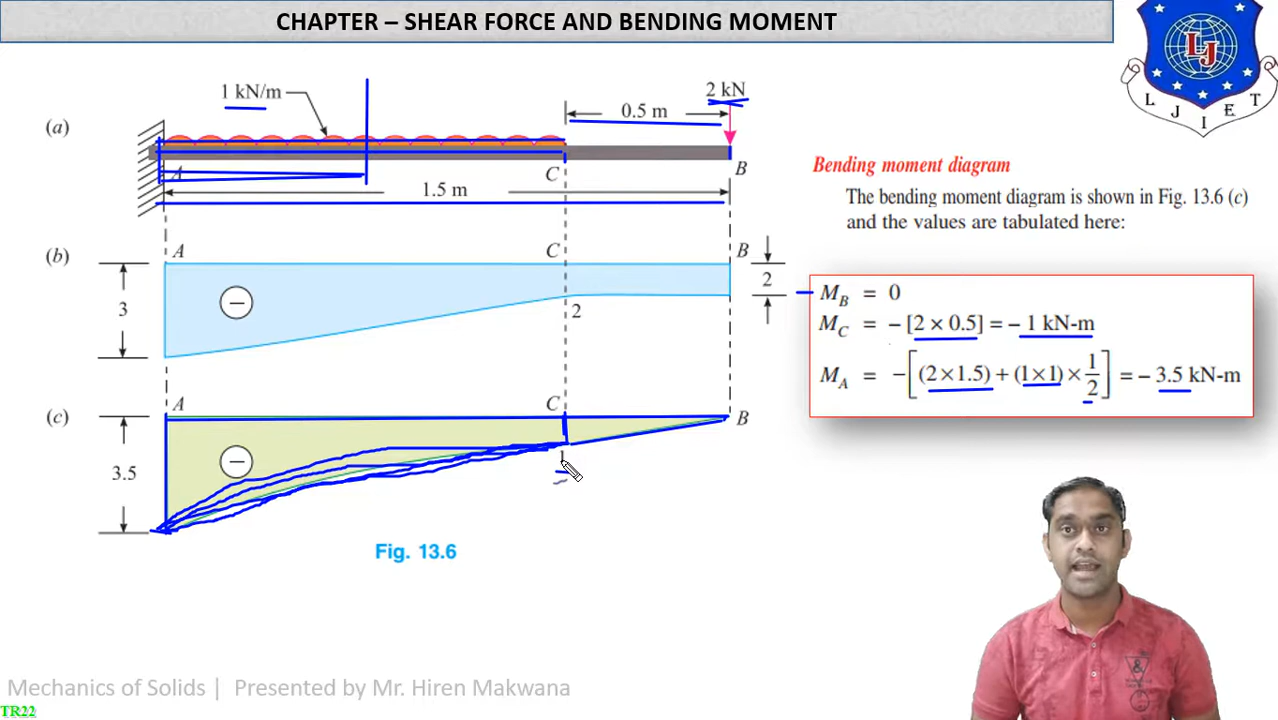 CHAPTER – SHEAR FORCE AND BENDING MOMENT
LJ
L J I E T
1 kN/m
2 kN
0.5 m
(a)
A C B
1.5 m
Bending moment diagram
The bending moment diagram is shown in Fig. 13.6 (c)
and the values are tabulated here:
(b)
A C B
3
2
2
M_B = 0
M_C = – [2 × 0.5] = – 1 kN-m
M_A = –[(2×1.5) + (1×1) × 1/2] = – 3.5 kN-m
(c)
A C B
3.5
1
Fig. 13.6
Mechanics of Solids | Presented by Mr. Hiren Makwana
TR22